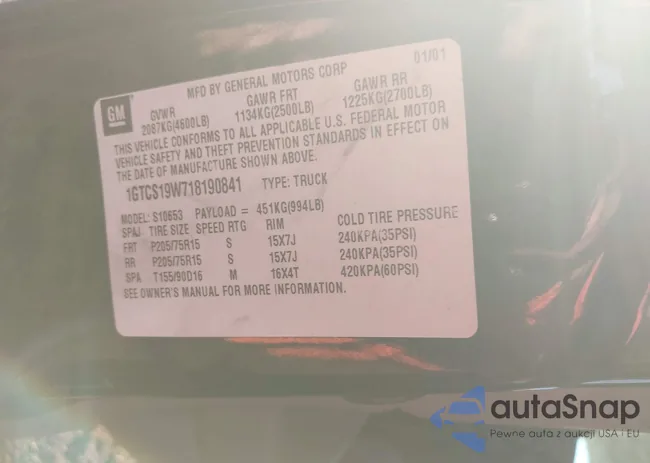 MFD BY GENERAL MOTORS CORP 01/01
GM
GVWR GAWR FRT GAWR RR
2087KG(4600LB) 1134KG(2500LB) 1225KG(2700LB)
THIS VEHICLE CONFORMS TO ALL APPLICABLE U.S. FEDERAL MOTOR
VEHICLE SAFETY AND THEFT PREVENTION STANDARDS IN EFFECT ON
THE DATE OF MANUFACTURE SHOWN ABOVE.
1GTCS19W718190841 TYPE: TRUCK
MODEL: S10653 PAYLOAD = 451KG(994LB)
SPAJ TIRE SIZE SPEED RTG RIM COLD TIRE PRESSURE
FRT P205/75R15 S 15X7J 240KPA(35PSI)
RR P205/75R15 S 15X7J 240KPA(35PSI)
SPA T155/90D16 M 16X4T 420KPA(60PSI)
SEE OWNER'S MANUAL FOR MORE INFORMATION.
autaSnap
Pewne auta z aukcji USA i EU